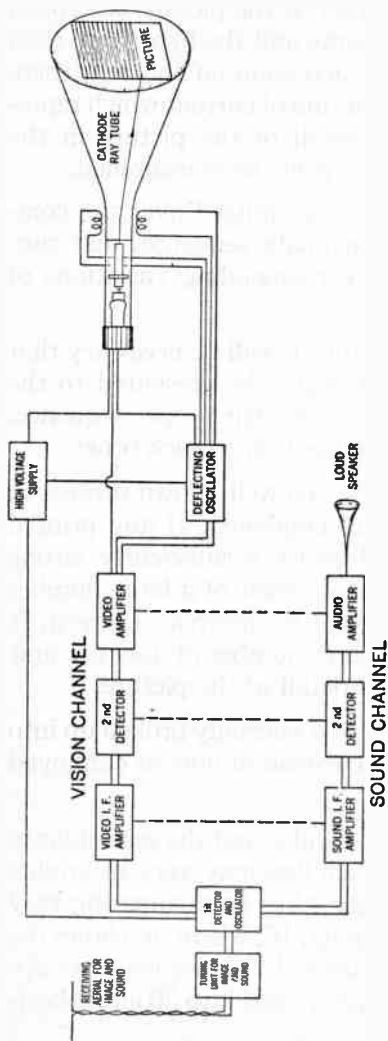 RECEIVING
AERIAL FOR
IMAGE AND
SOUND
TUNING
UNIT FOR
IMAGE
AND
SOUND
1st
DETECTOR
AND
OSCILLATOR
VISION CHANNEL
VIDEO I.F.
AMPLIFIER
2nd
DETECTOR
VIDEO
AMPLIFIER
HIGH VOLTAGE
SUPPLY
DEFLECTING
OSCILLATOR
CATHODE
RAY TUBE
PICTURE
SOUND I.F.
AMPLIFIER
2nd
DETECTOR
AUDIO
AMPLIFIER
LOUD
SPEAKER
SOUND CHANNEL